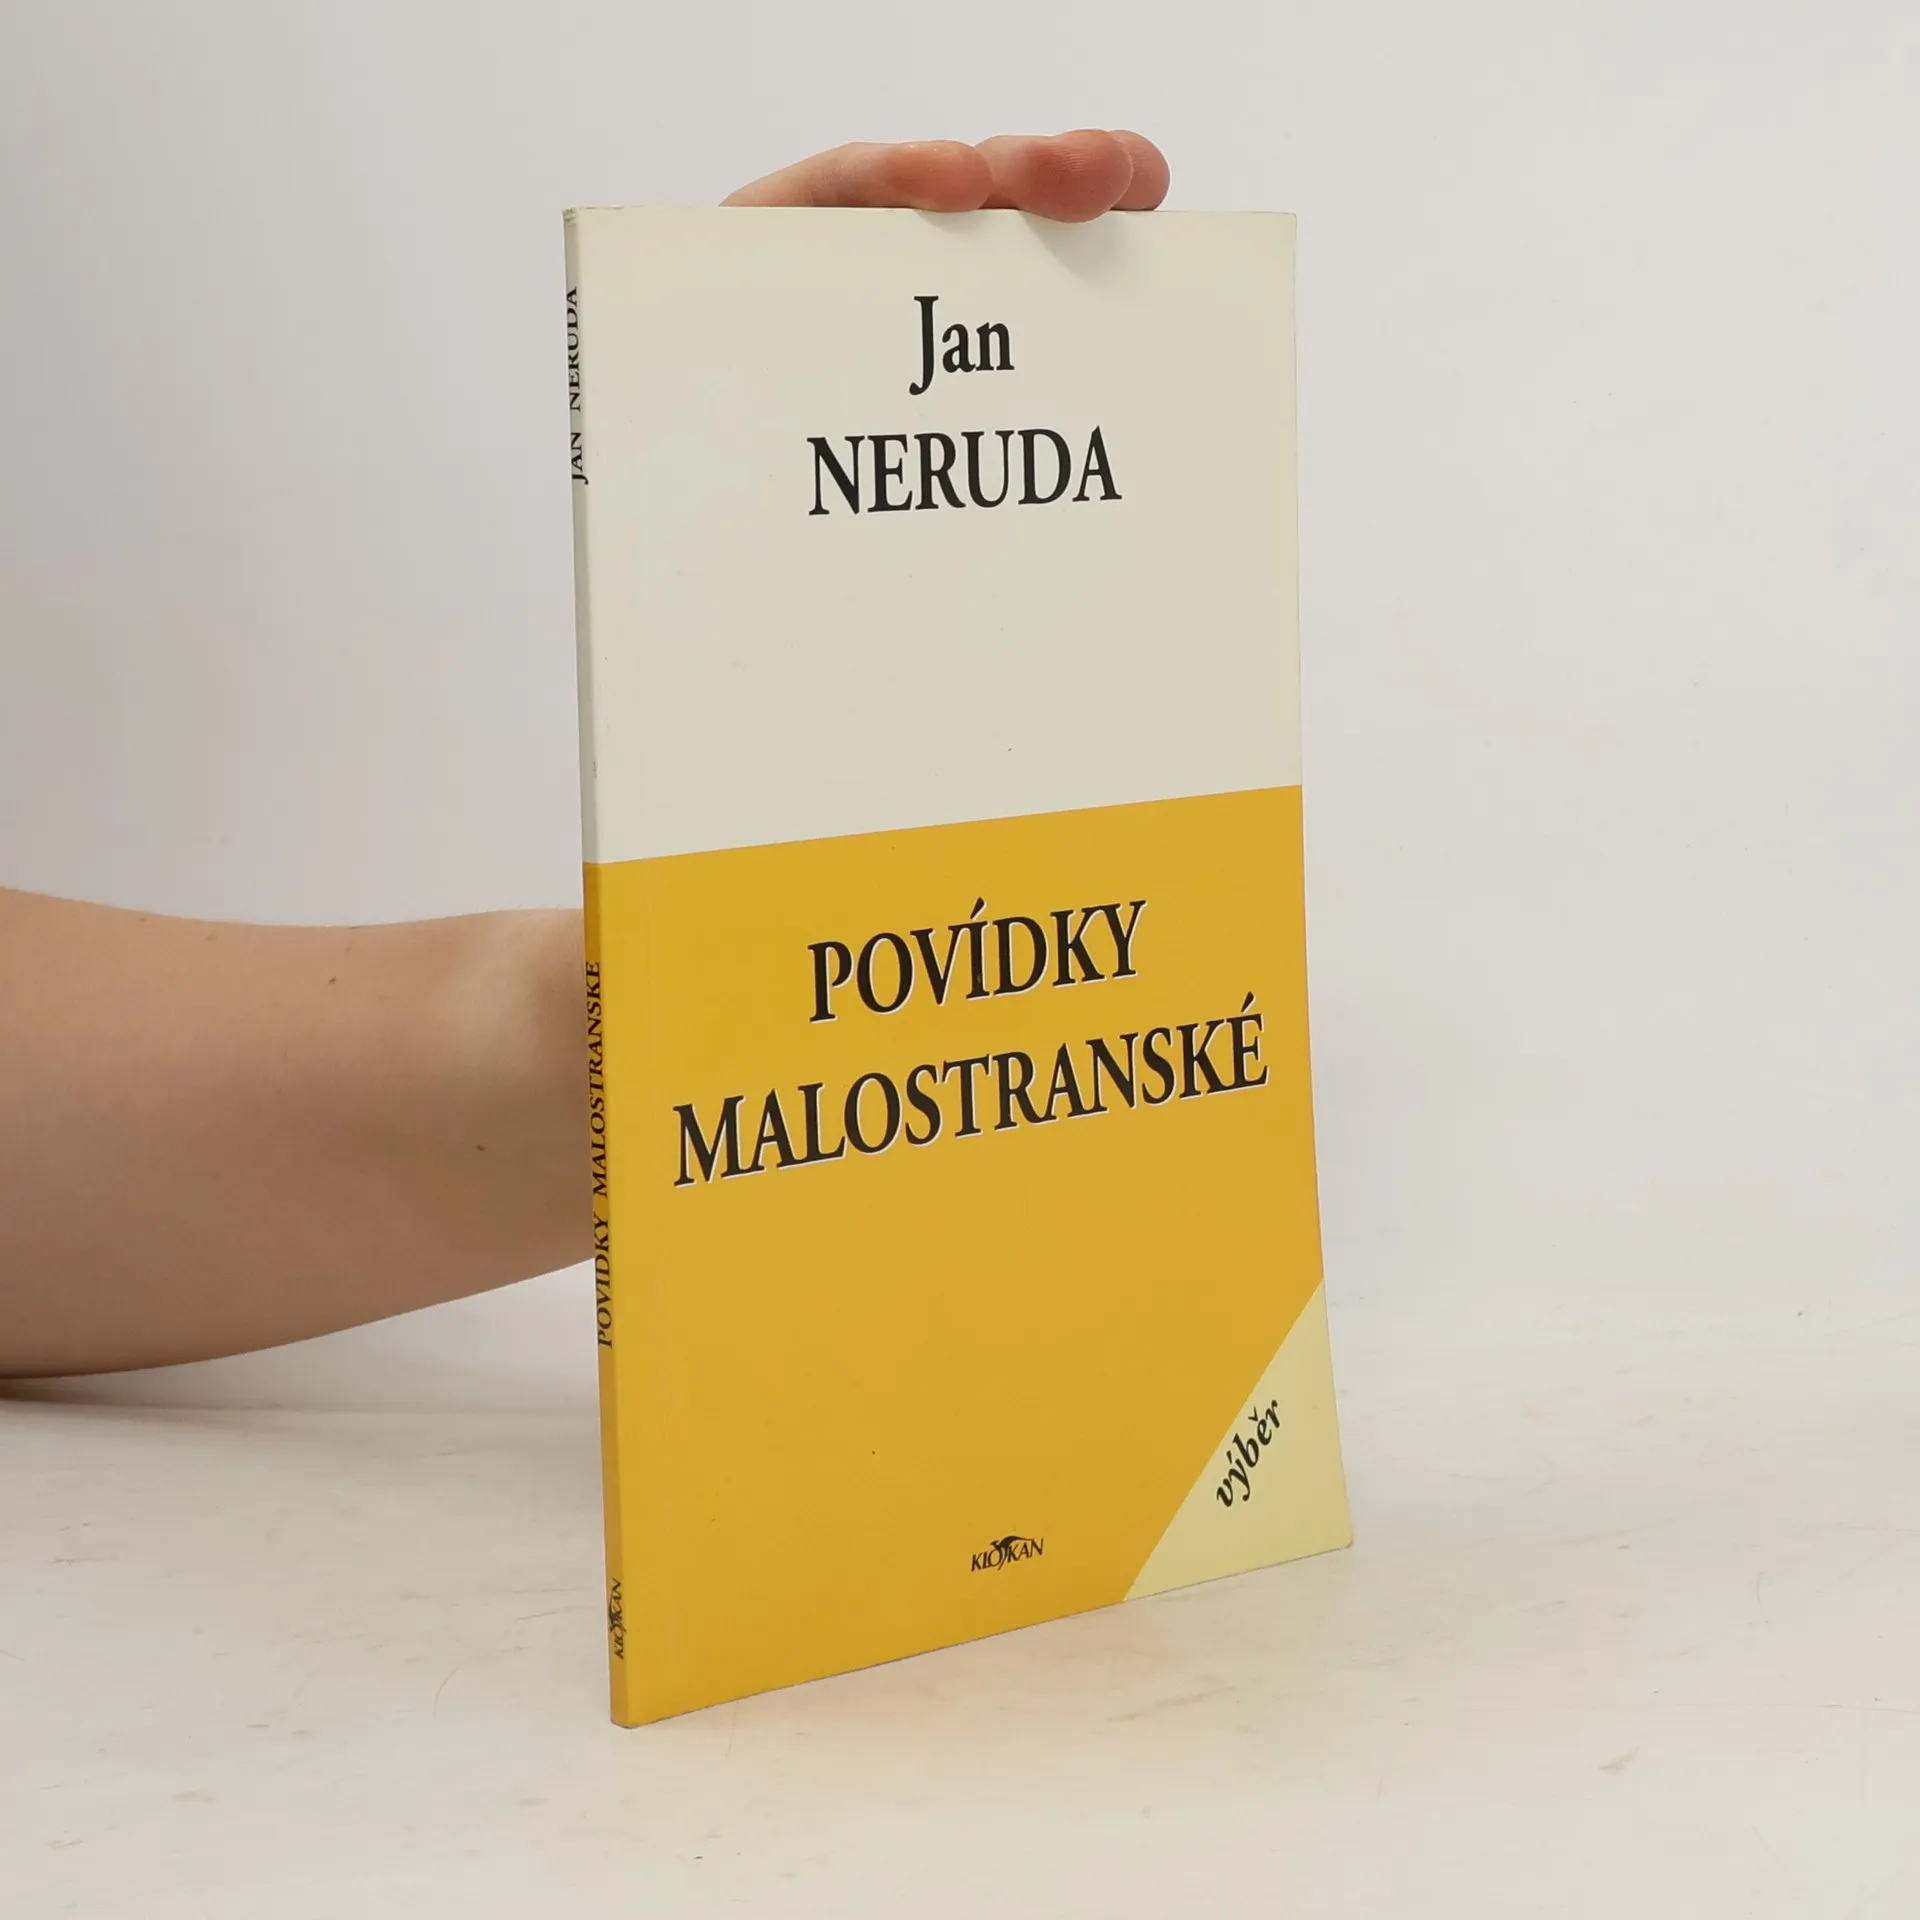 Jan
NERUDA
POVÍDKY
MALOSTRANSKÉ
výběr
KLOKAN
JAN NERUDA
POVÍDKY MALOSTRANSKÉ
KLOKAN